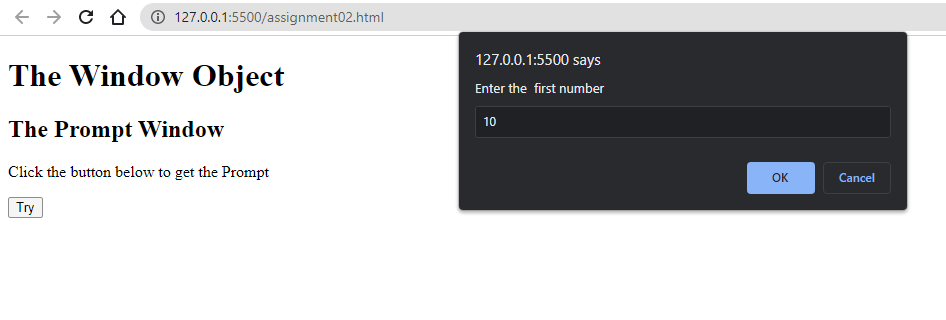 127.0.0.1:5500/assignment02.html
The Window Object
The Prompt Window
Click the button below to get the Prompt
Try
127.0.0.1:5500 says
Enter the  first number
10
OK
Cancel